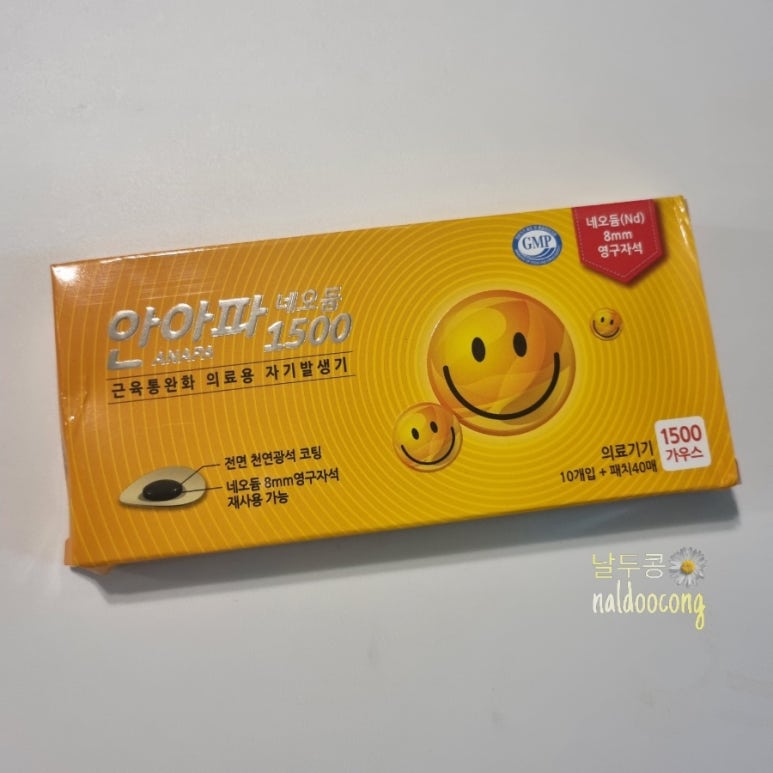 네오듐(Nd)
8mm
영구자석
GMP
안아파 네오듐
1500
ANAPA
근육통완화 의료용 자기발생기
전면 천연광석 코팅
네오듐 8mm영구자석
재사용 가능
의료기기
10개입 + 패치40매
1500
가우스
날두콩
naldoocong